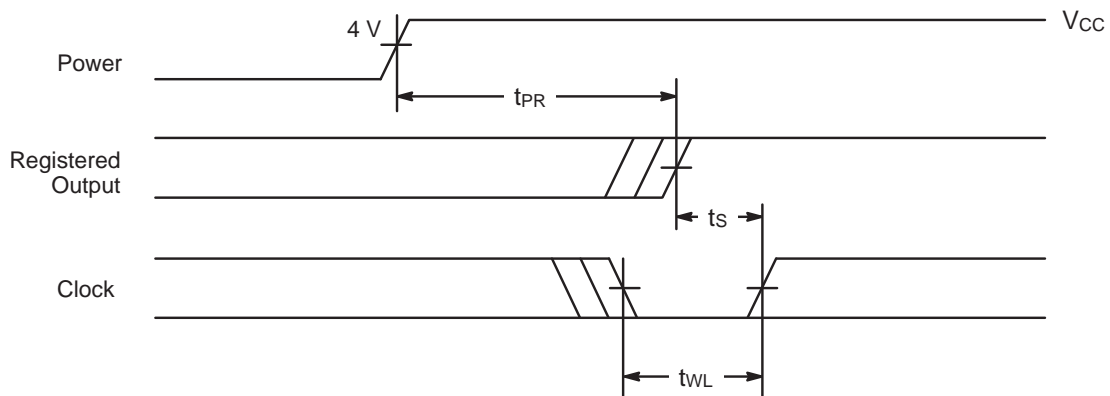 4 V
VCC
Power
tPR
Registered
Output
tS
Clock
tWL